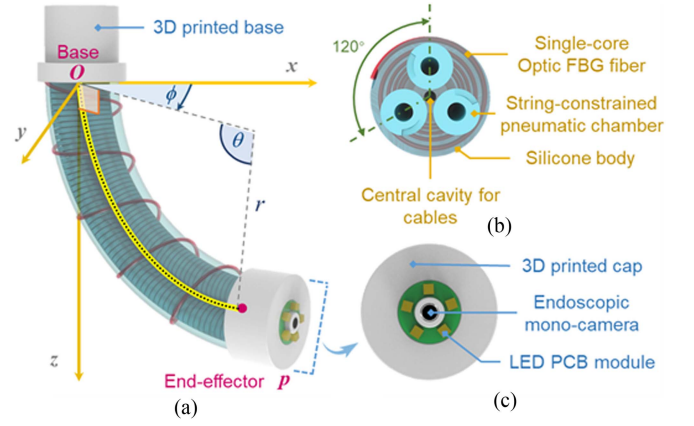 3D printed base
Base
O
x
ϕ
y
θ
r
z
End-effector p
(a)
120°
Single-core
Optic FBG fiber
String-constrained
pneumatic chamber
Silicone body
Central cavity for
cables
(b)
3D printed cap
Endoscopic
mono-camera
LED PCB module
(c)